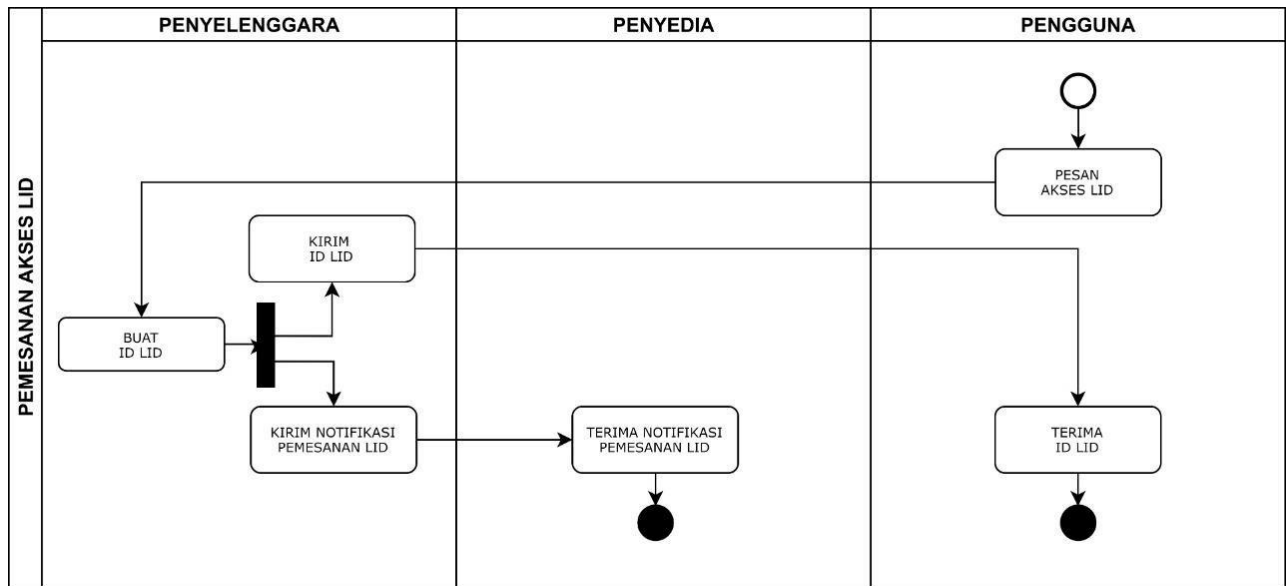 PENYELENGGARA
PENYEDIA
PENGGUNA
PEMESANAN AKSES LID
PESAN
AKSES LID
KIRIM
ID LID
BUAT
ID LID
KIRIM NOTIFIKASI
PEMESANAN LID
TERIMA NOTIFIKASI
PEMESANAN LID
TERIMA
ID LID